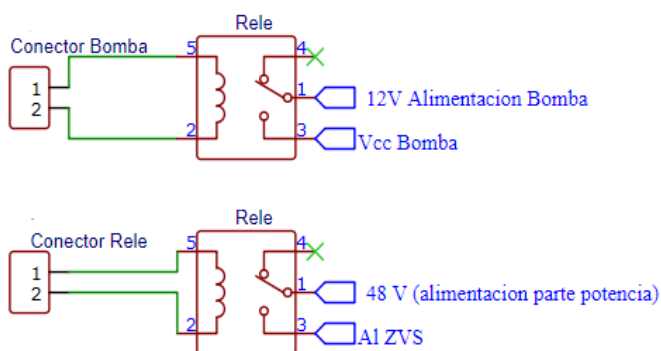 Rele
Conector Bomba
5
4
1
1
12V Alimentacion Bomba
2
2
3
Vcc Bomba
Rele
Conector Rele
5
4
1
1
48 V (alimentacion parte potencia)
2
2
3
Al ZVS